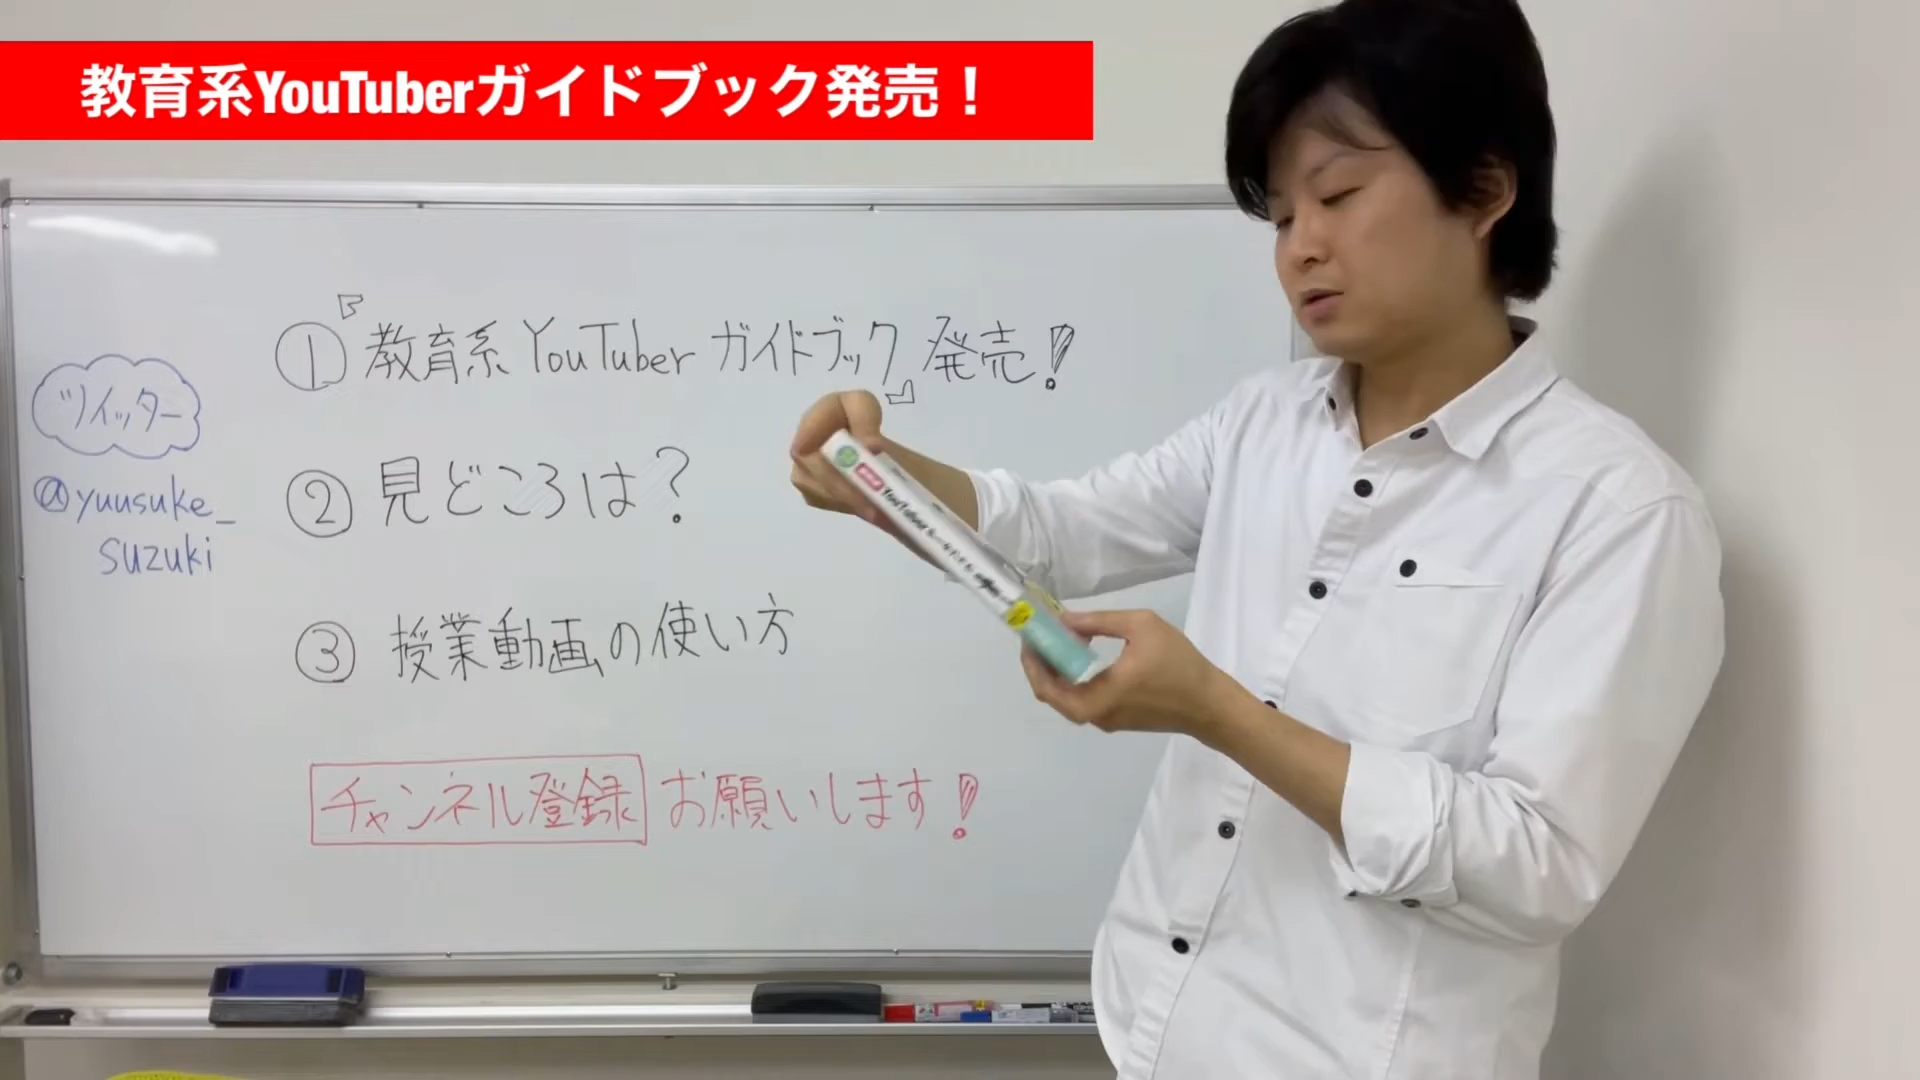 教育系YouTuberガイドブック発売！
①『教育系YouTuberガイドブック』発売!
②見どころは?
③授業動画の使い方
チャンネル登録お願いします!
ツイッター
@yuusuke_
suzuki